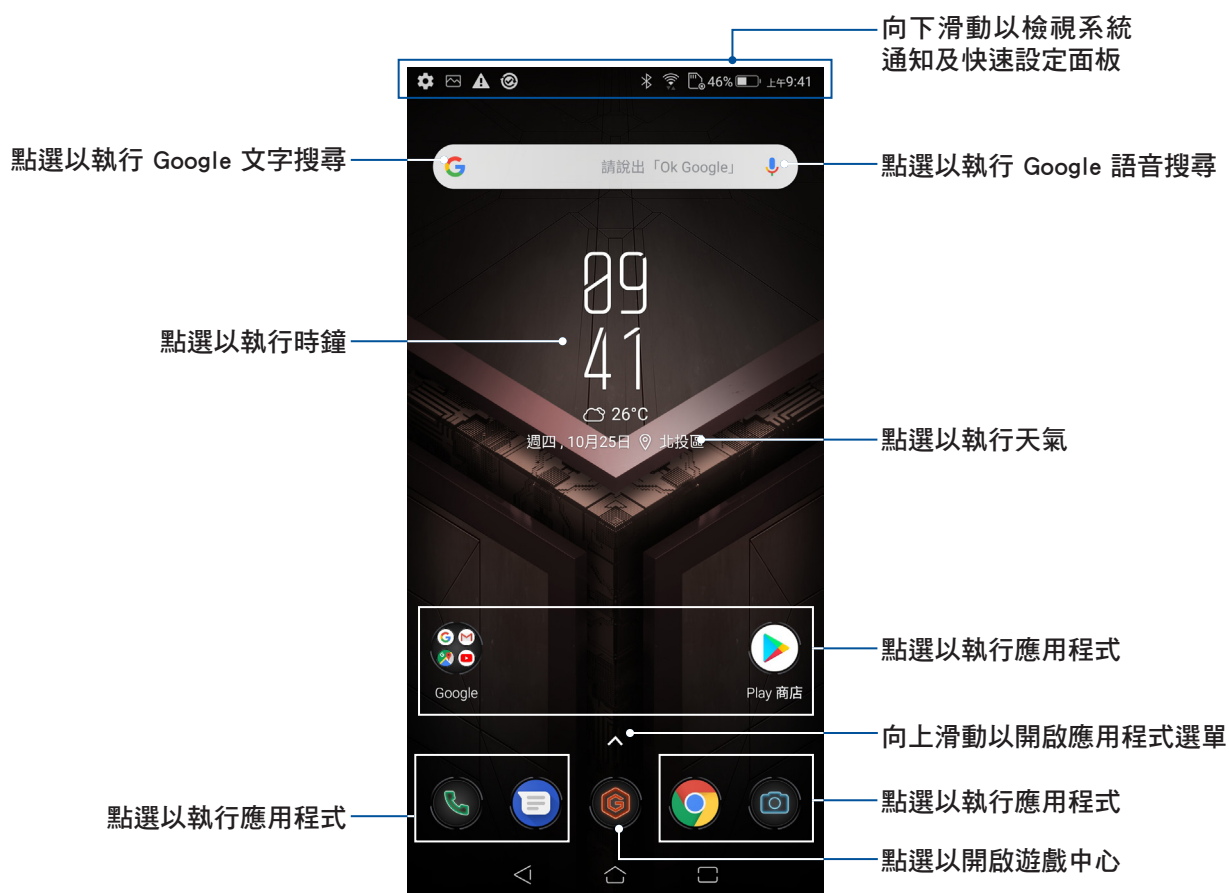 向下滑動以檢視系統
通知及快速設定面板
46% 上午9:41
點選以執行 Google 文字搜尋
請說出「Ok Google」
點選以執行 Google 語音搜尋
09
41
點選以執行時鐘
26°C
週四 , 10月25日 北投區
點選以執行天氣
Google
Play 商店
點選以執行應用程式
向上滑動以開啟應用程式選單
點選以執行應用程式
點選以執行應用程式
點選以開啟遊戲中心